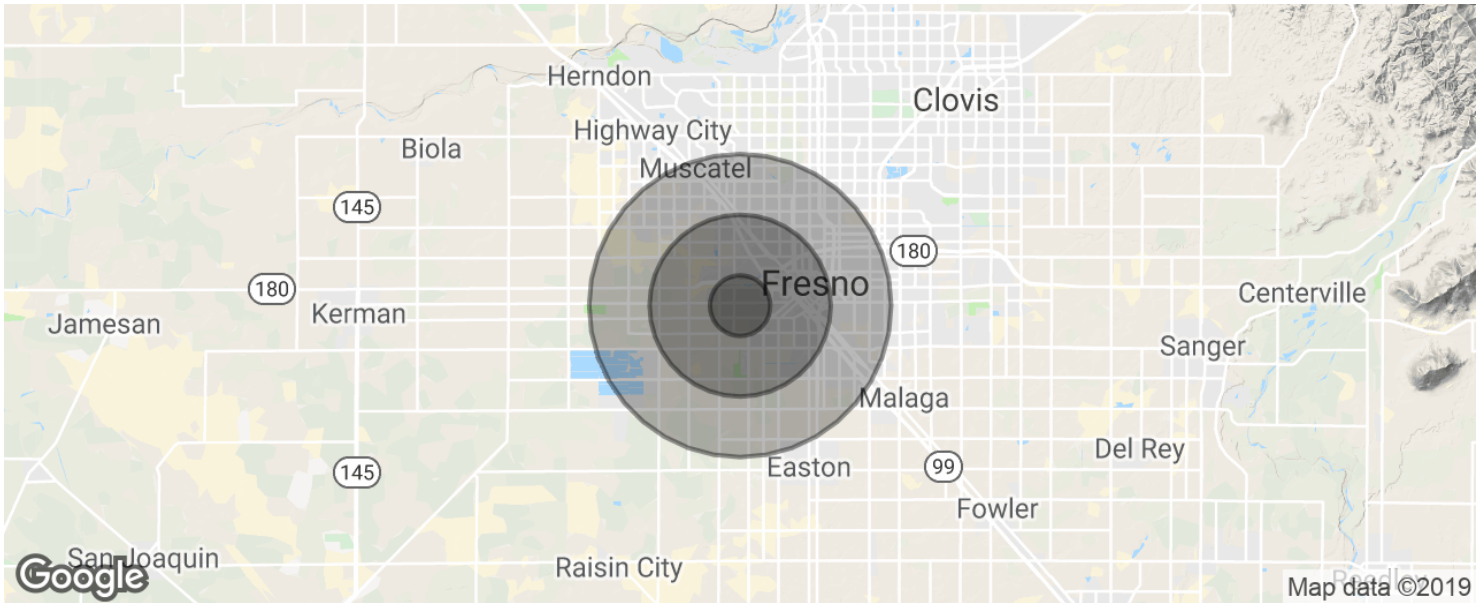 Herndon
Clovis
Highway City
Biola
Muscatel
145
180
Fresno
180
Centerville
Kerman
Jamesan
Sanger
Malaga
Del Rey
Easton
99
145
Fowler
San Joaquin
Raisin City
Google
Reedley
Map data ©2019